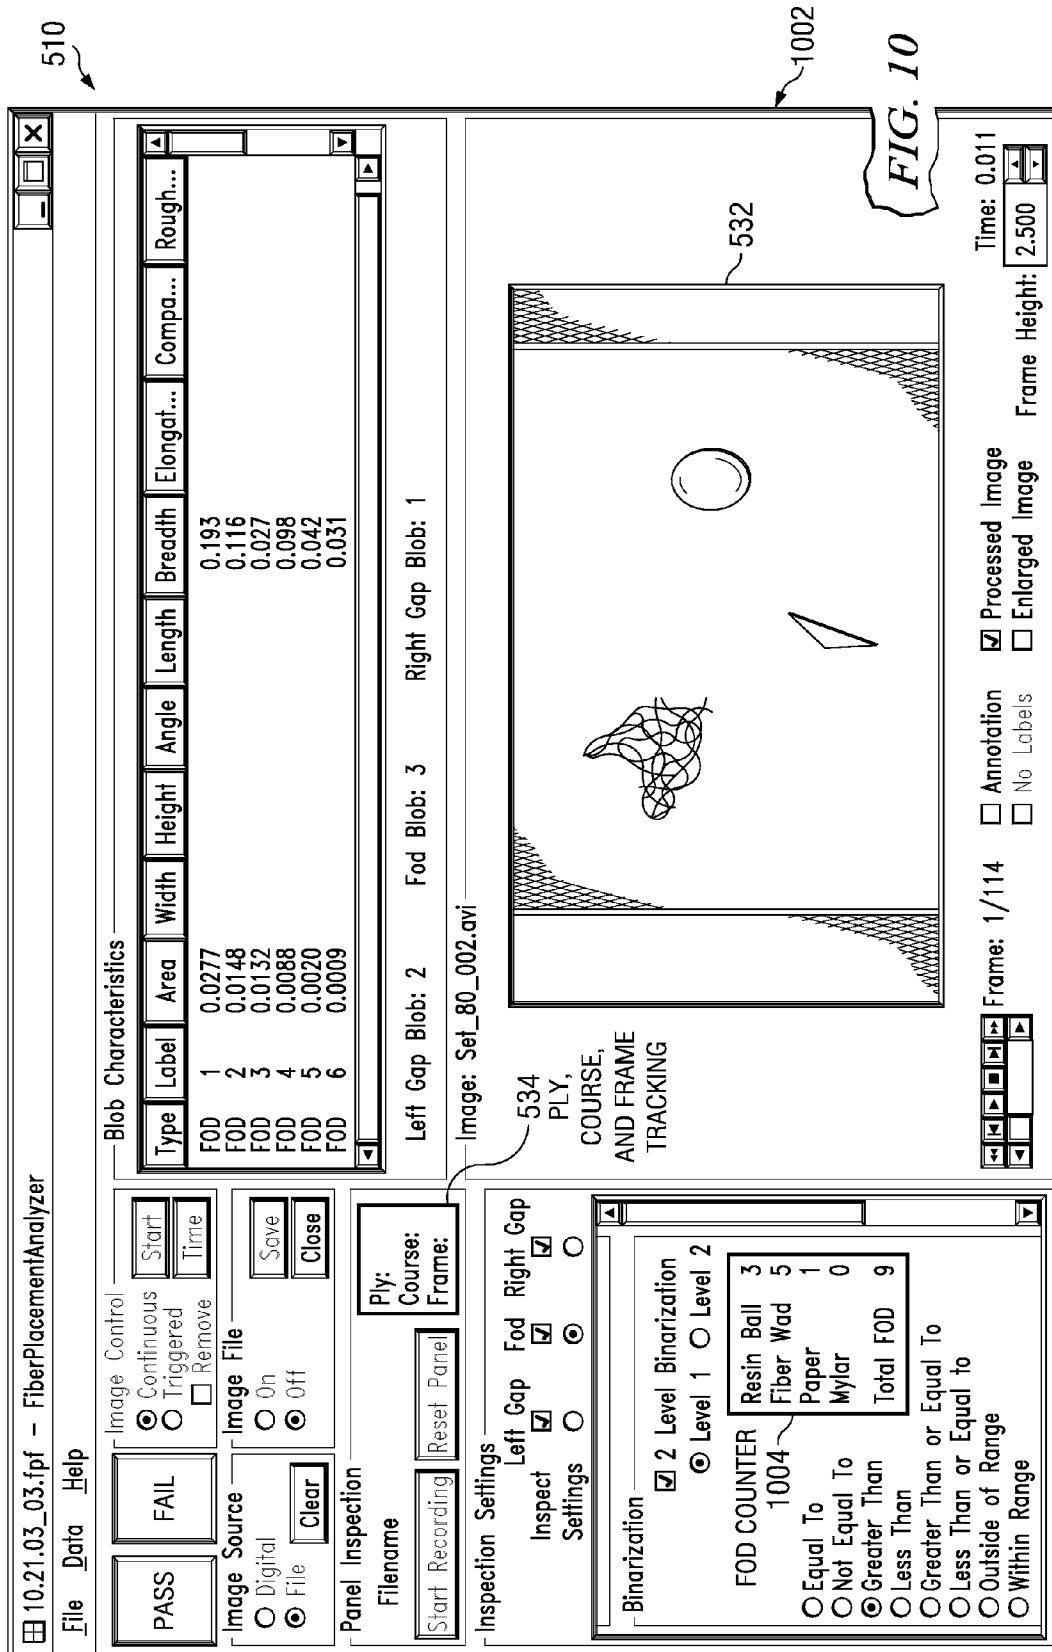 510
10.21.03_03.fpf – FiberPlacementAnalyzer
File Data Help
PASS FAIL
Image Control
Continuous
Triggered
Remove
Start
Time
Image Source
Digital
File
Clear
Image File
On
Off
Save
Close
Panel Inspection
Filename
Start Recording Reset Panel
Ply:
Course:
Frame:
534
PLY,
COURSE,
AND FRAME
TRACKING
Inspection Settings
Left Gap Fod Right Gap
Inspect
Settings
Binarization
2 Level Binarization
Level 1 Level 2
FOD COUNTER
1004
Resin Ball 3
Fiber Wad 5
Paper 1
Mylar 0
Total FOD 9
Equal To
Not Equal To
Greater Than
Less Than
Greater Than or Equal To
Less Than or Equal to
Outside of Range
Within Range
Blob Characteristics
Type Label Area Width Height Angle Length Breadth Elongat... Compa... Rough...
FOD 1 0.0277 0.193
FOD 2 0.0148 0.116
FOD 3 0.0132 0.027
FOD 4 0.0088 0.098
FOD 5 0.0020 0.042
FOD 6 0.0009 0.031
Left Gap Blob: 2 Fod Blob: 3 Right Gap Blob: 1
Image: Set_80_002.avi
532
1002
Frame: 1/114
Annotation
No Labels
Processed Image
Enlarged Image
Time: 0.011
Frame Height: 2.500
FIG. 10